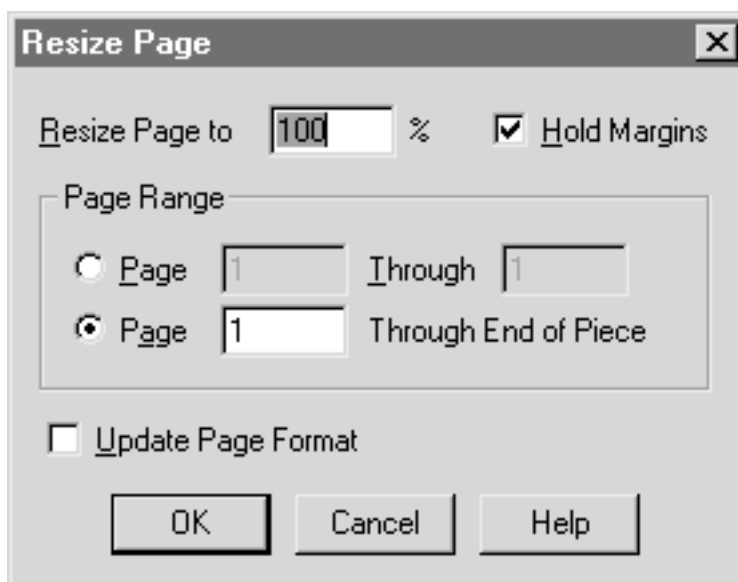 Resize Page
Resize Page to 100 % Hold Margins
Page Range
Page 1 Through 1
Page 1 Through End of Piece
Update Page Format
OK Cancel Help